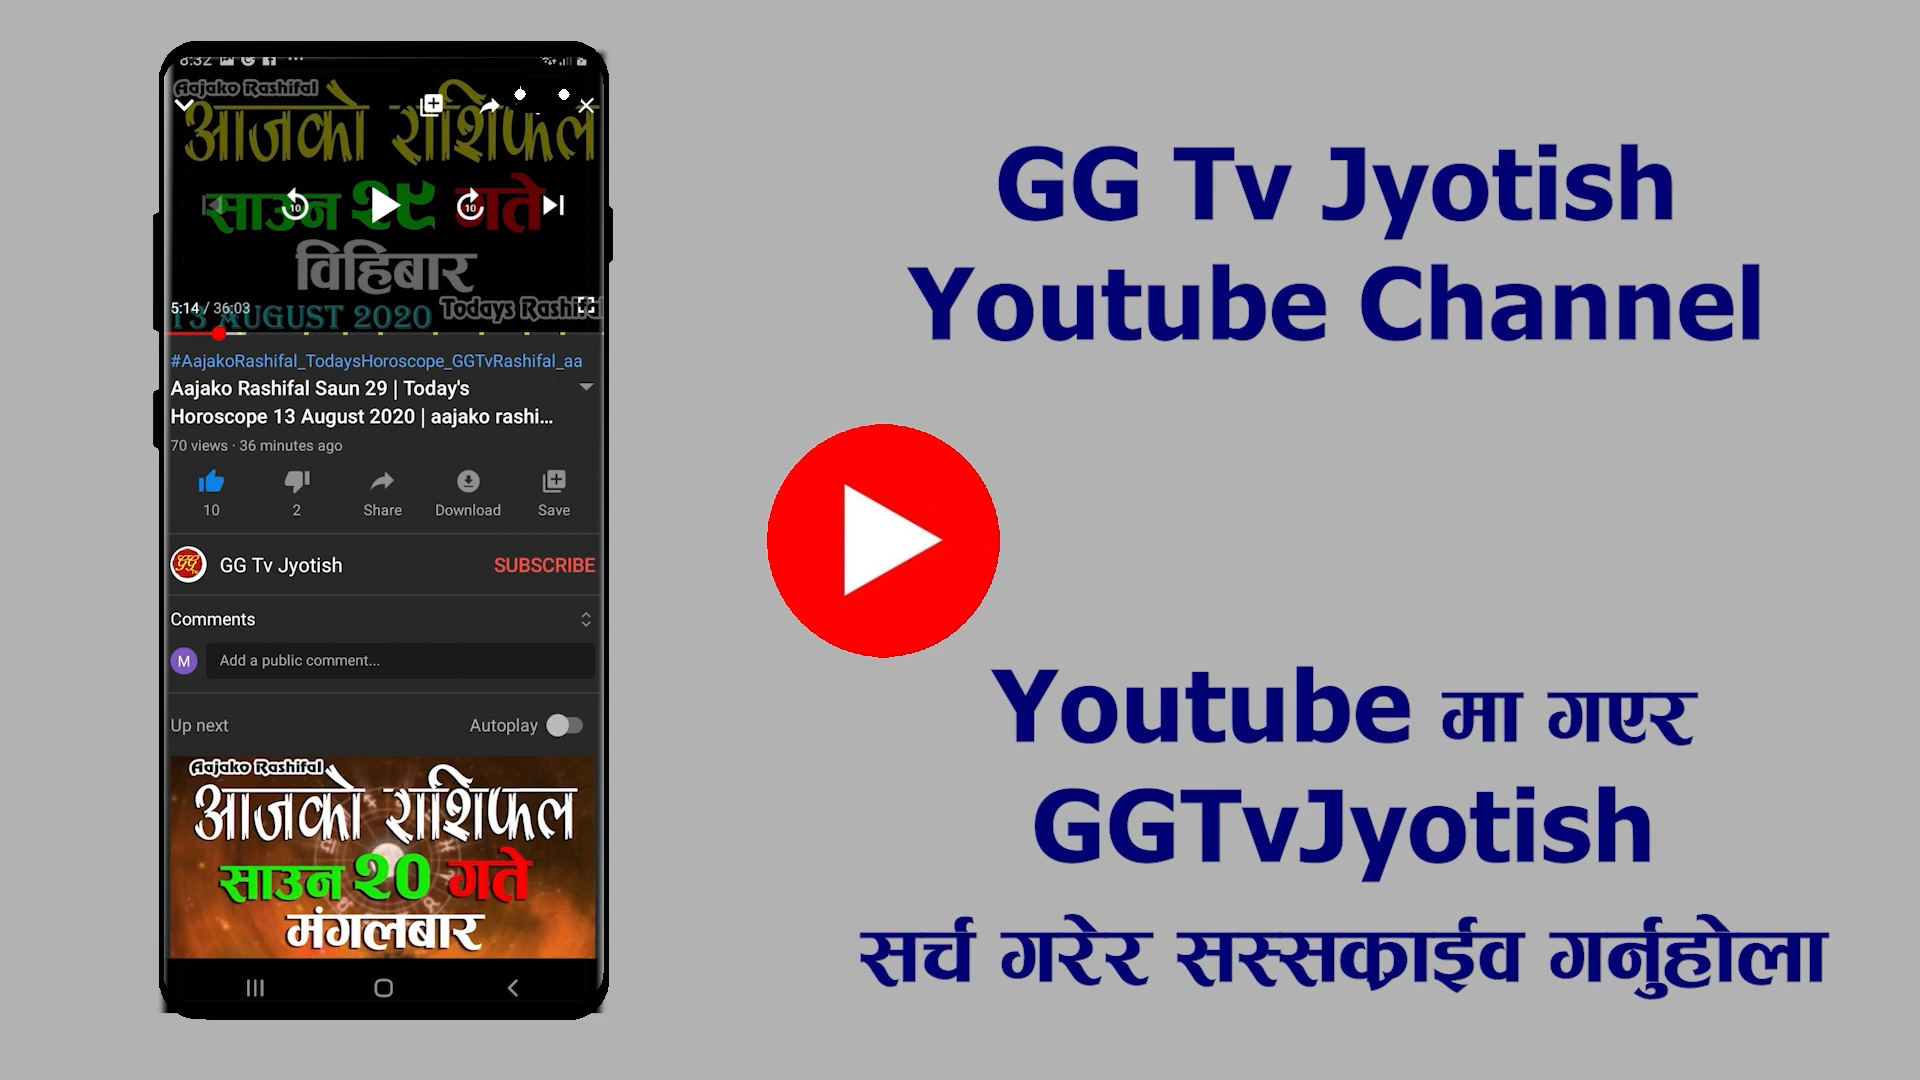 8:32
Aajako Rashifal
आजको राशिफल
साउन २९ गते
विहिबार
5:14 / 36:03
13 AUGUST 2020
Todays Rashifal
#AajakoRashifal_TodaysHoroscope_GGTvRashifal_aa
Aajako Rashifal Saun 29 | Today's
Horoscope 13 August 2020 | aajako rashi...
70 views · 36 minutes ago
10 2 Share Download Save
GG Tv Jyotish SUBSCRIBE
Comments
M Add a public comment...
Up next Autoplay
Aajako Rashifal
आजको राशिफल
साउन २० गते
मंगलबार
GG Tv Jyotish
Youtube Channel
Youtube मा गएर
GGTvJyotish
सर्च गरेर सस्सक्राईव गर्नुहोला